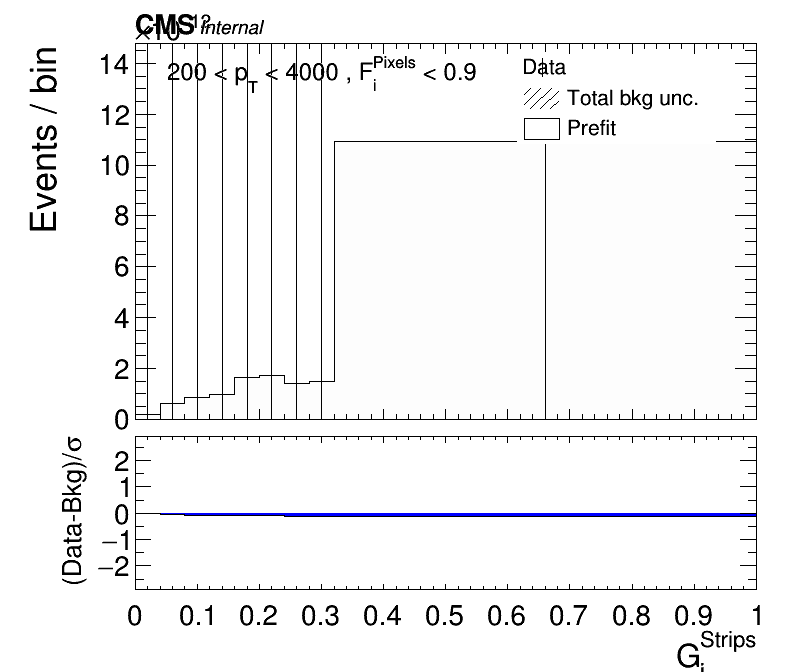 CMS Internal
×10¹²
Events / bin
14
12
10
8
6
4
2
0
200 < p_T < 4000 , F_i^Pixels < 0.9
Data
Total bkg unc.
Prefit
(Data-Bkg)/σ
2
1
0
−1
−2
0 0.1 0.2 0.3 0.4 0.5 0.6 0.7 0.8 0.9 1
G_i^Strips